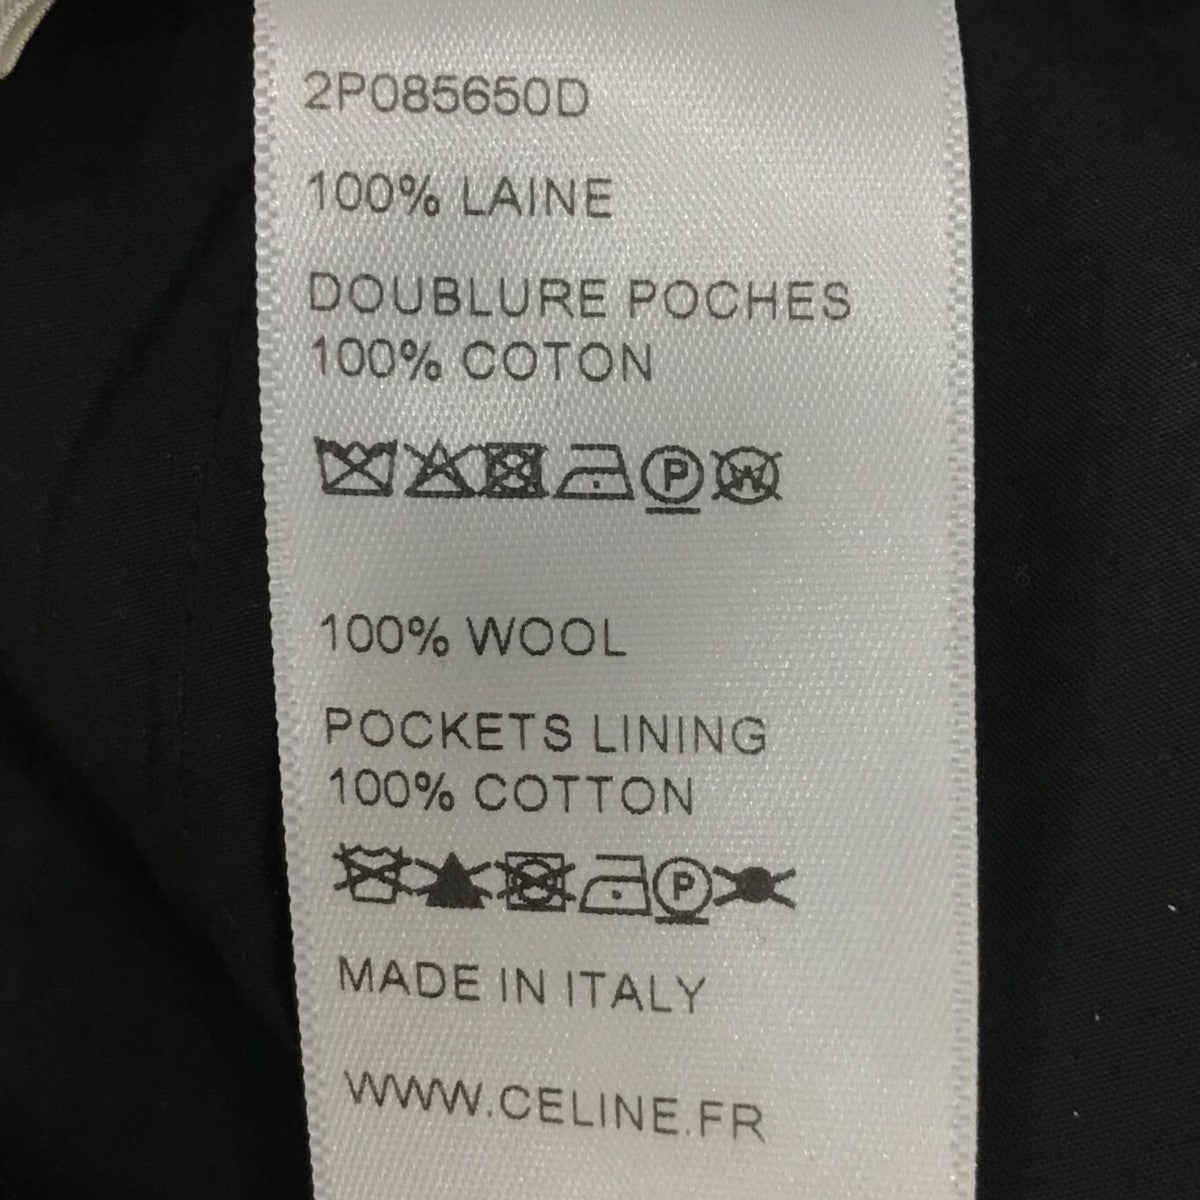 2P085650D
100% LAINE
DOUBLURE POCHES
100% COTON
P W
100% WOOL
POCKETS LINING
100% COTTON
P
MADE IN ITALY
WWW.CELINE.FR